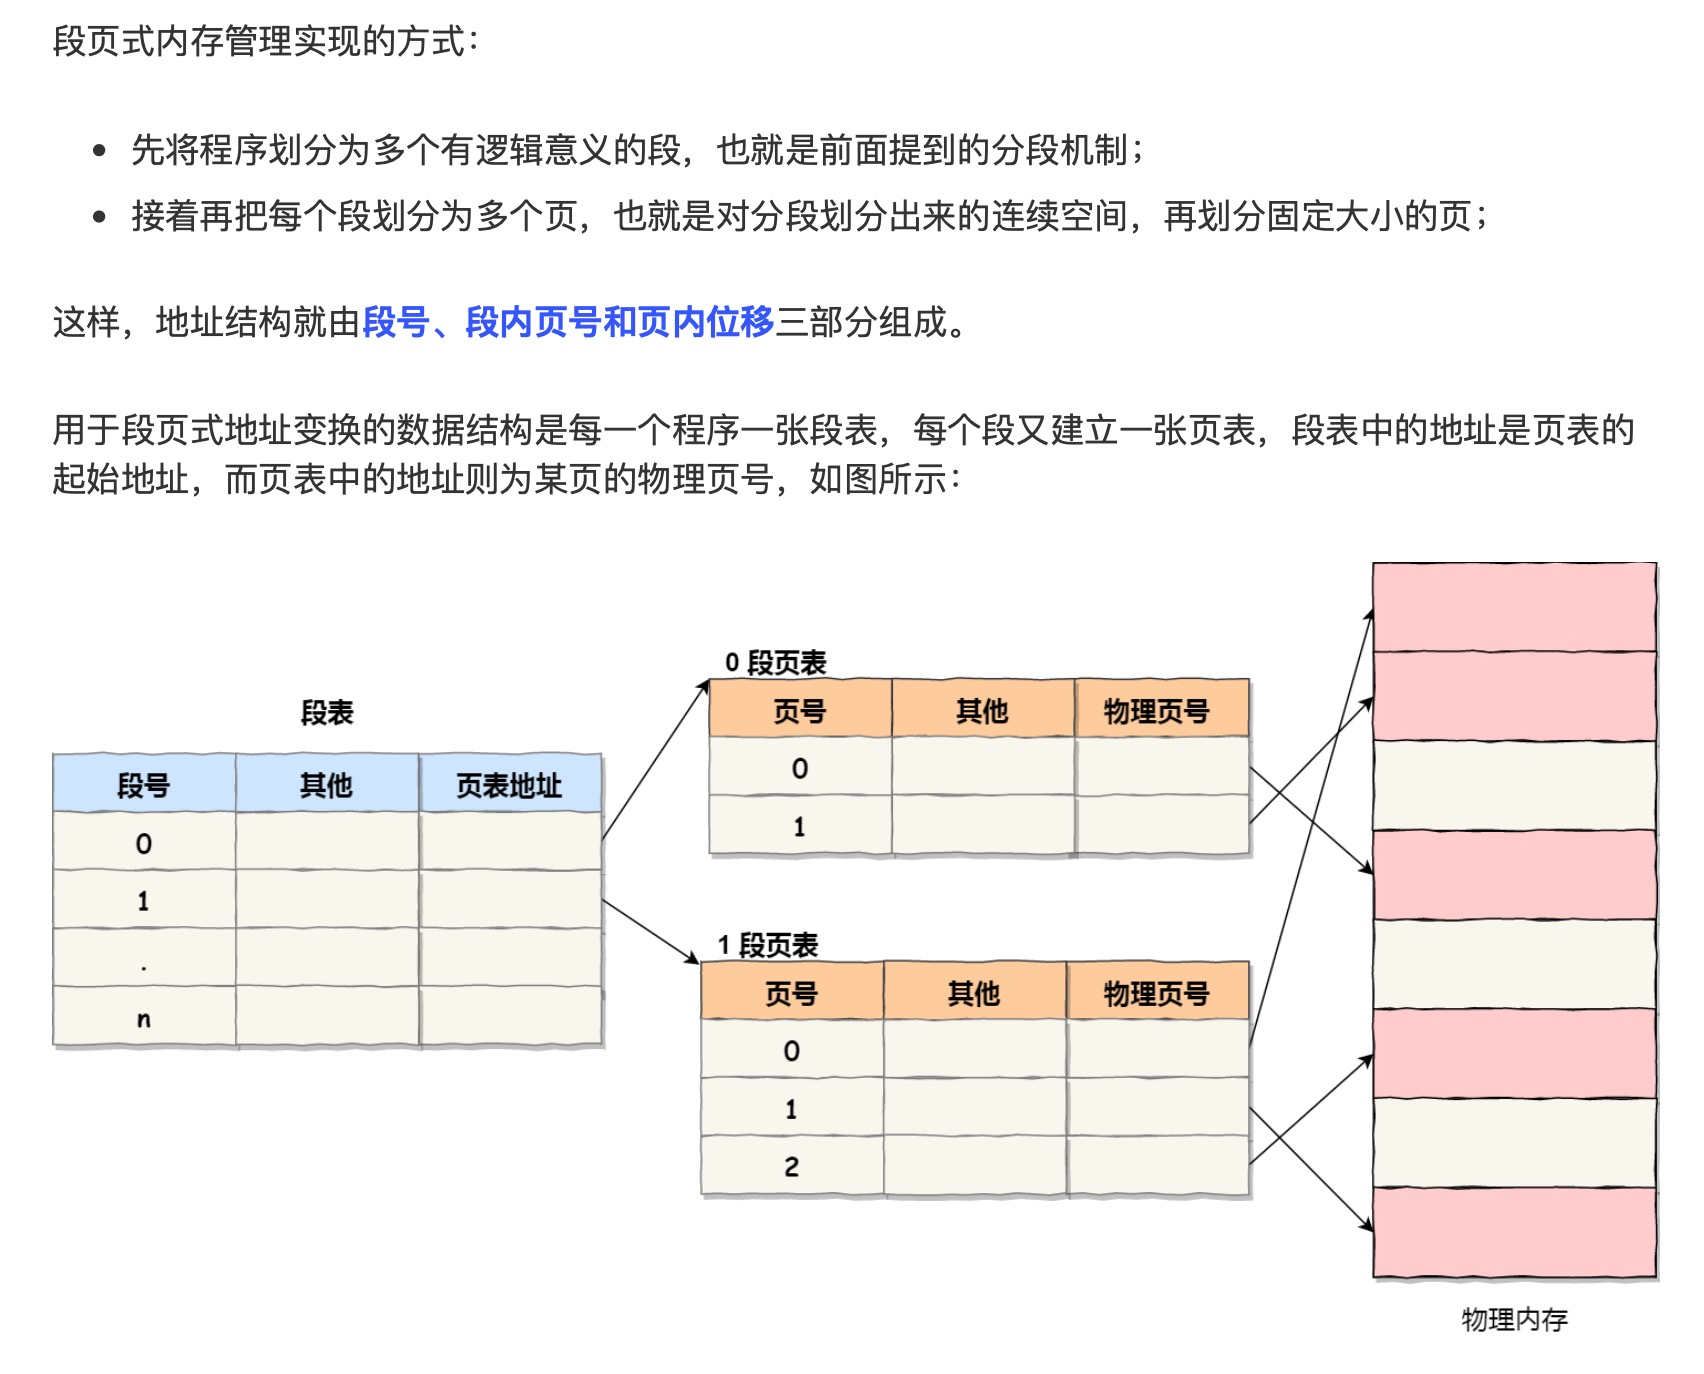 段页式内存管理实现的方式：
• 先将程序划分为多个有逻辑意义的段，也就是前面提到的分段机制；
• 接着再把每个段划分为多个页，也就是对分段划分出来的连续空间，再划分固定大小的页；
这样，地址结构就由段号、段内页号和页内位移三部分组成。
用于段页式地址变换的数据结构是每一个程序一张段表，每个段又建立一张页表，段表中的地址是页表的
起始地址，而页表中的地址则为某页的物理页号，如图所示：
段表
段号 其他 页表地址
0
1
.
n
0 段页表
页号 其他 物理页号
0
1
1 段页表
页号 其他 物理页号
0
1
2
物理内存